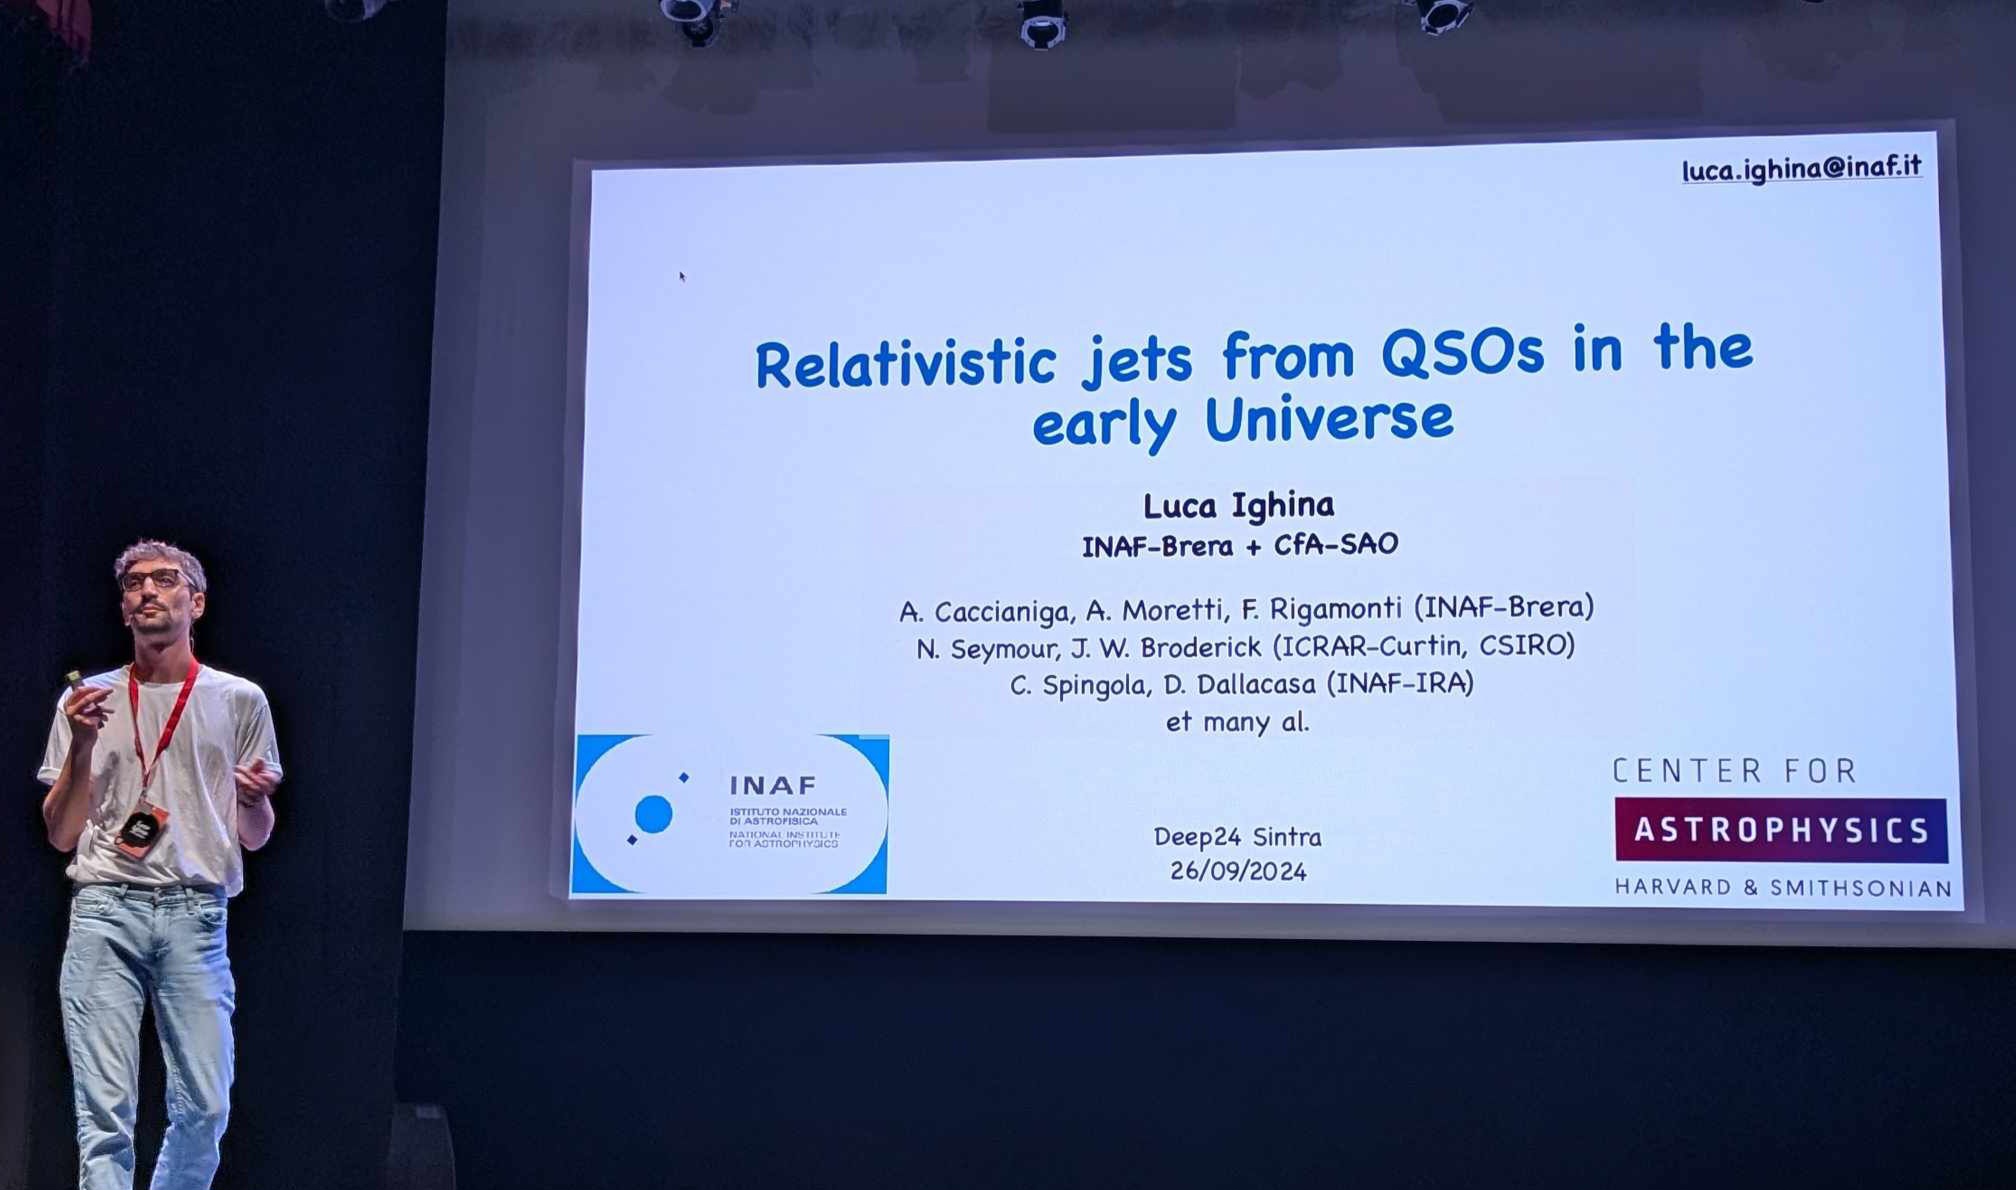 luca.ighina@inaf.it
Relativistic jets from QSOs in the
early Universe
Luca Ighina
INAF-Brera + CfA-SAO
A. Caccianiga, A. Moretti, F. Rigamonti (INAF-Brera)
N. Seymour, J. W. Broderick (ICRAR-Curtin, CSIRO)
C. Spingola, D. Dallacasa (INAF-IRA)
et many al.
INAF
ISTITUTO NAZIONALE
DI ASTROFISICA
NATIONAL INSTITUTE
FOR ASTROPHYSICS
Deep24 Sintra
26/09/2024
CENTER FOR
ASTROPHYSICS
HARVARD & SMITHSONIAN